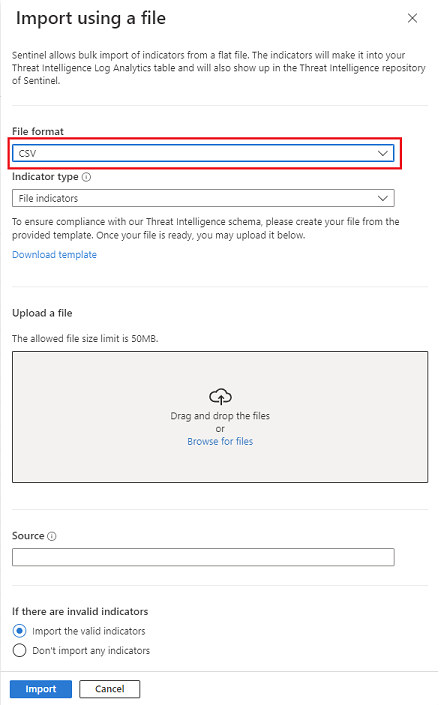 Import using a file
Sentinel allows bulk import of indicators from a flat file. The indicators will make it into your
Threat Intelligence Log Analytics table and will also show up in the Threat Intelligence repository
of Sentinel.
File format
CSV
Indicator type
File indicators
To ensure compliance with our Threat Intelligence schema, please create your file from the
provided template. Once your file is ready, you may upload it below.
Download template
Upload a file
The allowed file size limit is 50MB.
Drag and drop the files
or
Browse for files
Source
If there are invalid indicators
Import the valid indicators
Don't import any indicators
Import Cancel